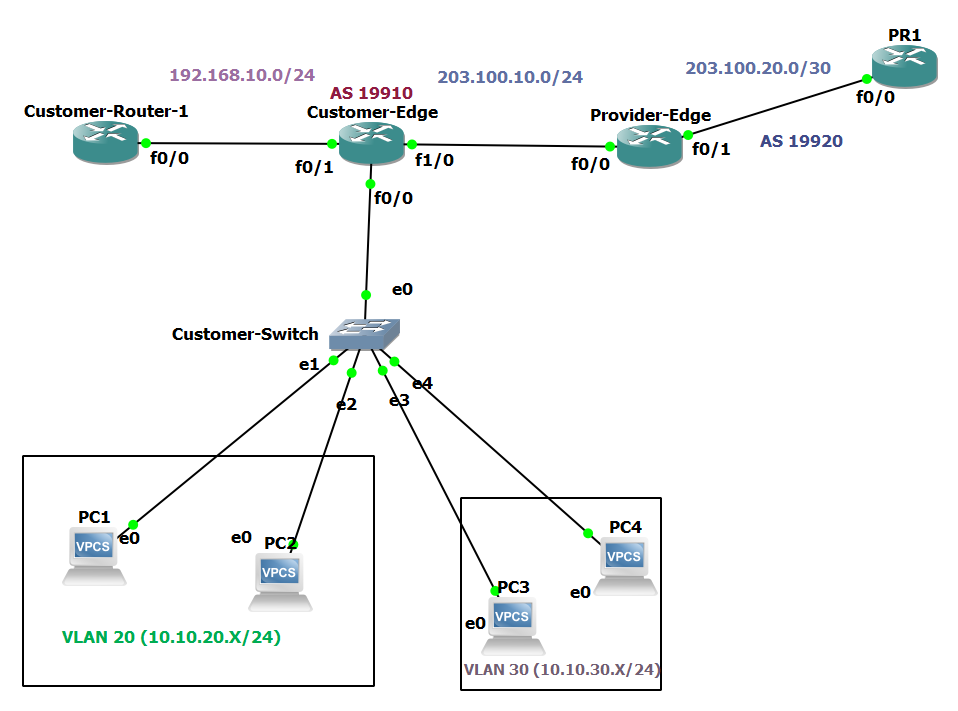 PR1
192.168.10.0/24
203.100.10.0/24
203.100.20.0/30
AS 19910
f0/0
Customer-Router-1
Customer-Edge
Provider-Edge
AS 19920
f0/0
f0/1
f1/0
f0/0
f0/1
f0/0
e0
Customer-Switch
e1
e2
e3
e4
PC1
e0
VPCS
e0
PC2
VPCS
VLAN 20 (10.10.20.X/24)
PC4
VPCS
e0
PC3
VPCS
e0
VLAN 30 (10.10.30.X/24)